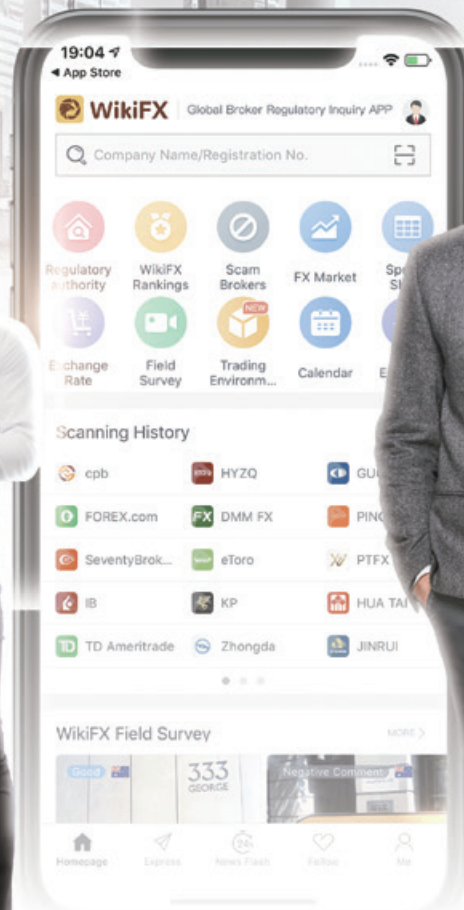 19:04
App Store
WikiFX
Global Broker Regulatory Inquiry APP
Company Name/Registration No.
Regulatory authority
WikiFX Rankings
Scam Brokers
FX Market
Exchange Rate
Field Survey
NEW
Trading Environm...
Calendar
Scanning History
cpb
HYZQ
FOREX.com
FX
DMM FX
SeventyBrok...
eToro
PTFX
IB
KP
HUA TAI
TD
TD Ameritrade
Zhongda
JINRUI
WikiFX Field Survey
MORE
Good
333
GEORGE
Negative Comment
Homepage
Express
24
News Flash
Follow
Me